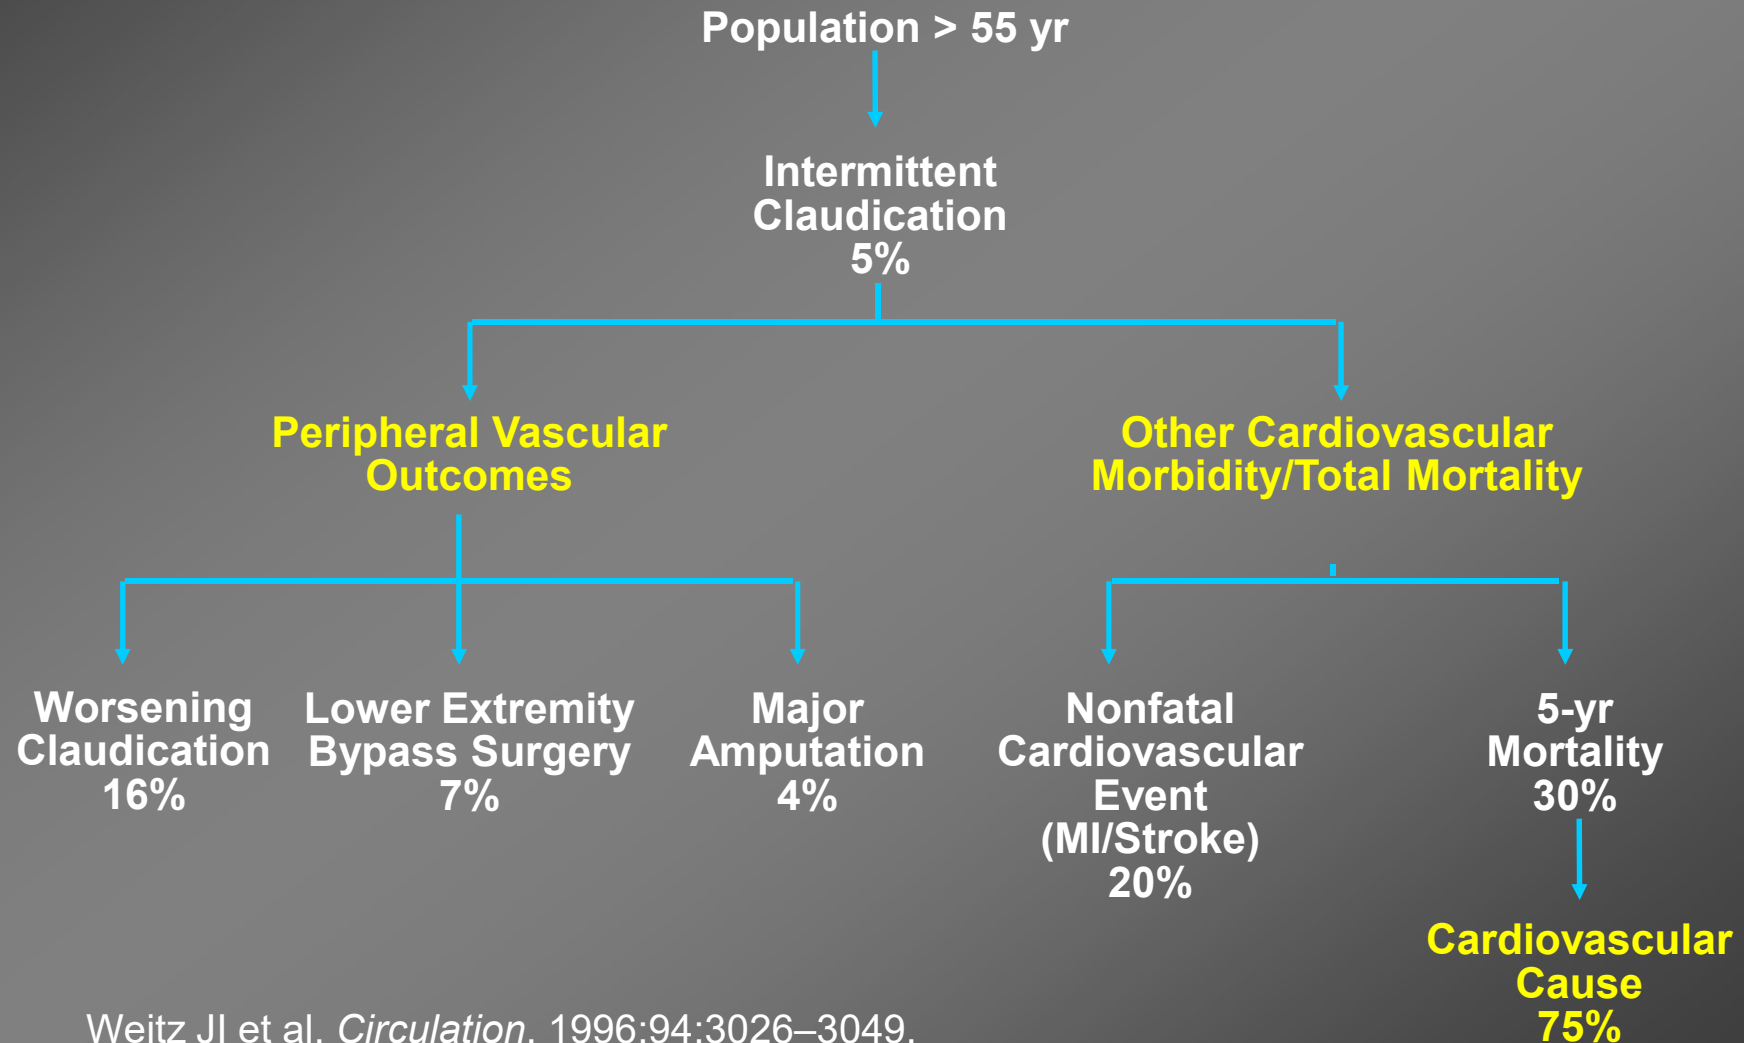 Population > 55 yr
Intermittent
Claudication
5%
Peripheral Vascular
Outcomes
Other Cardiovascular
Morbidity/Total Mortality
Worsening
Claudication
16%
Lower Extremity
Bypass Surgery
7%
Major
Amputation
4%
Nonfatal
Cardiovascular
Event
(MI/Stroke)
20%
5-yr
Mortality
30%
Cardiovascular
Cause
75%
Weitz JI et al. Circulation. 1996;94:3026–3049.